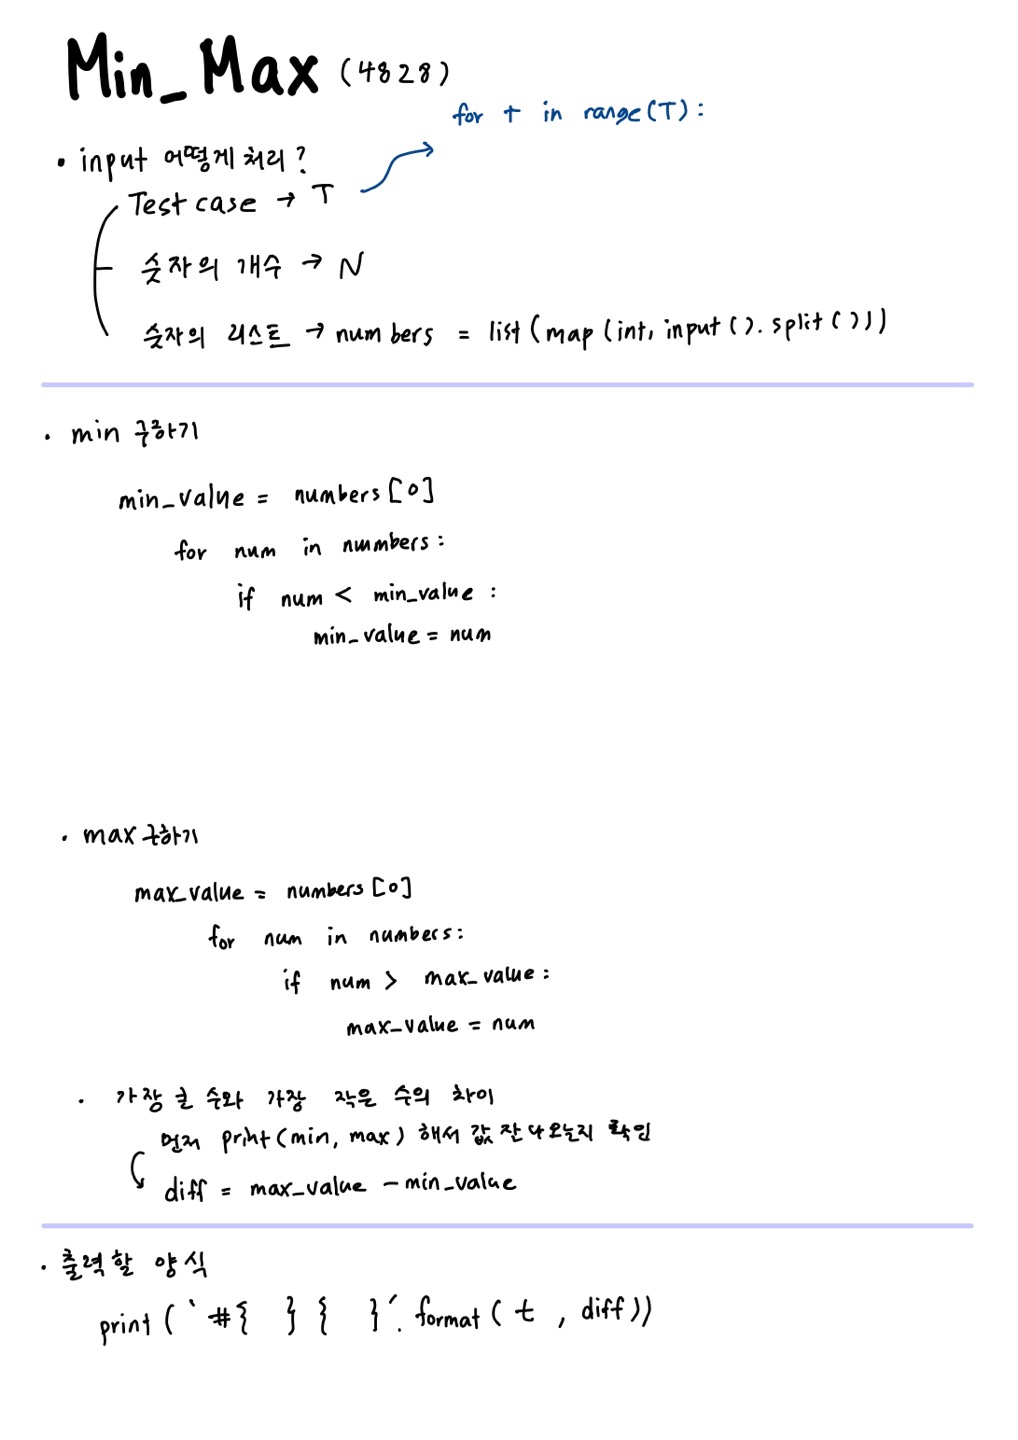 Min_Max (4828)
for t in range(T):
• input 어떻게 처리?
Test case → T
숫자의 개수 → N
숫자의 리스트 → numbers = list(map(int, input().split()))
• min 구하기
min_value = numbers[0]
for num in numbers:
if num < min_value:
min_value = num
• max 구하기
max_value = numbers[0]
for num in numbers:
if num > max_value:
max_value = num
• 가장 큰 수와 가장 작은 수의 차이
먼저 print(min, max) 해서 값 잘 나오는지 확인
diff = max_value - min_value
• 출력할 양식
print('#{ } { }'.format(t, diff))